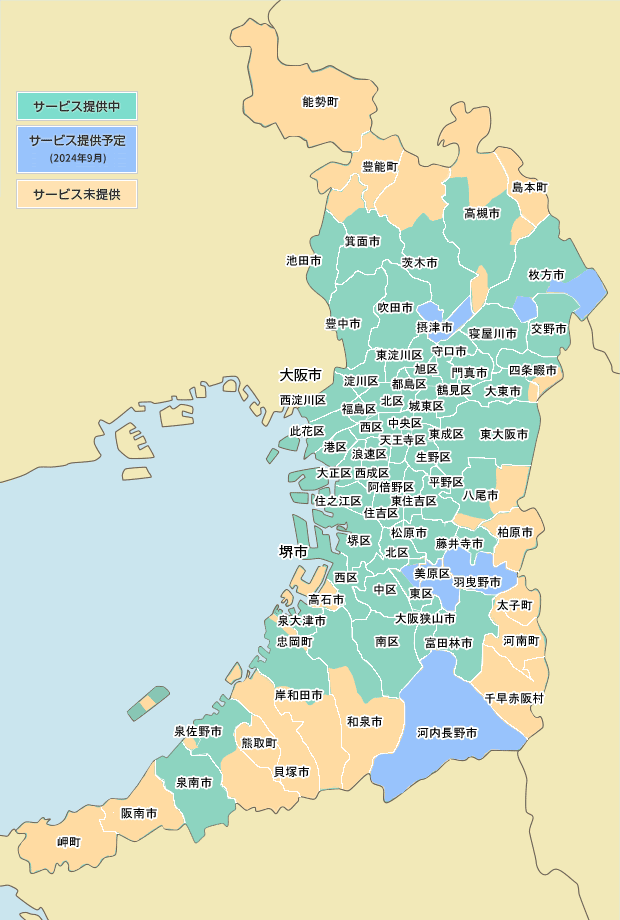 サービス提供中
サービス提供予定
(2024年9月)
サービス未提供
能勢町
豊能町
島本町
高槻市
箕面市
池田市
茨木市
枚方市
吹田市
豊中市
摂津市
寝屋川市
交野市
守口市
東淀川区
旭区
門真市
四条畷市
大阪市
淀川区
都島区
鶴見区
大東市
西淀川区
北区
城東区
福島区
中央区
西区
此花区
天王寺区
東成区
東大阪市
港区
浪速区
生野区
大正区
西成区
阿倍野区
平野区
八尾市
住之江区
東住吉区
住吉区
松原市
柏原市
堺区
藤井寺市
堺市
北区
美原区
羽曳野市
西区
中区
東区
高石市
太子町
泉大津市
大阪狭山市
忠岡町
南区
富田林市
河南町
岸和田市
千早赤阪村
和泉市
泉佐野市
河内長野市
熊取町
貝塚市
泉南市
阪南市
岬町